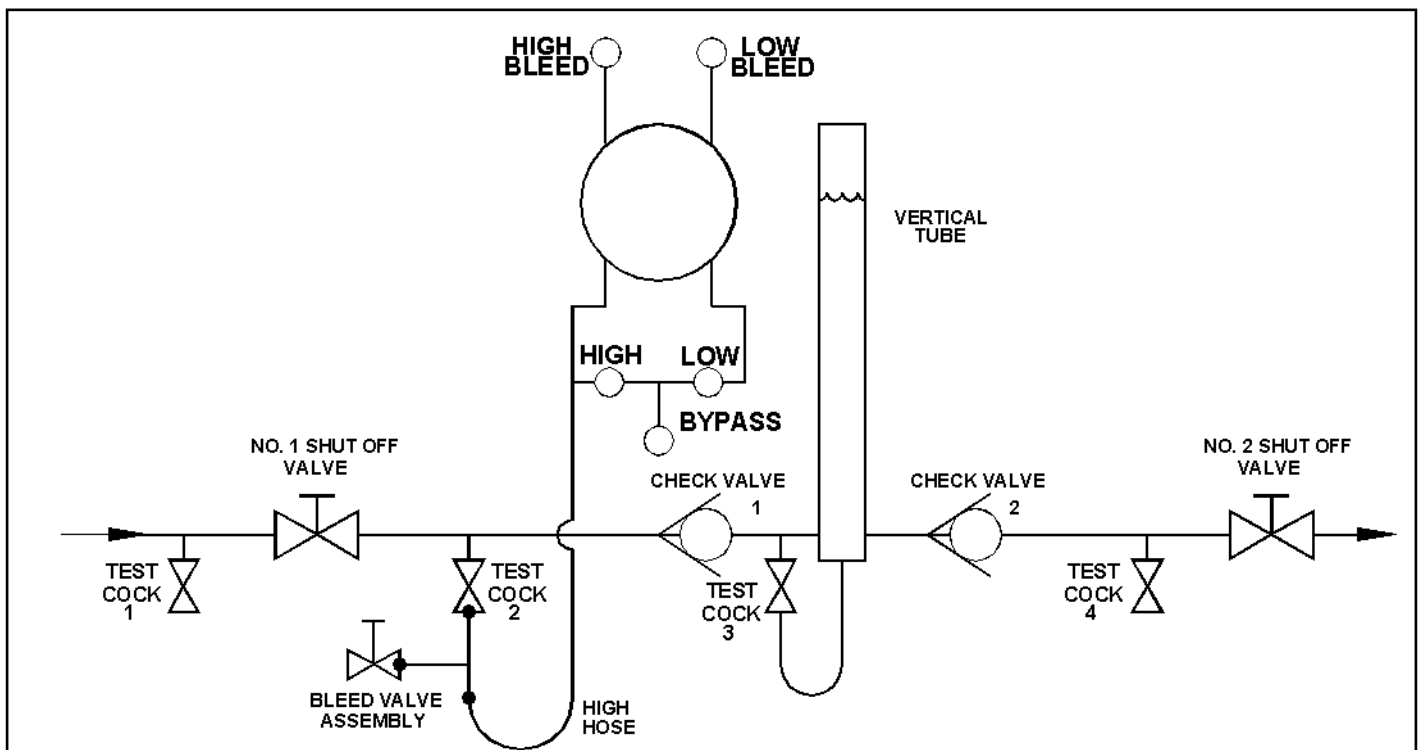 HIGH
BLEED
LOW
BLEED
VERTICAL
TUBE
HIGH
LOW
BYPASS
NO. 1 SHUT OFF
VALVE
CHECK VALVE
1
CHECK VALVE
2
NO. 2 SHUT OFF
VALVE
TEST
COCK
1
TEST
COCK
2
TEST
COCK
3
TEST
COCK
4
BLEED VALVE
ASSEMBLY
HIGH
HOSE